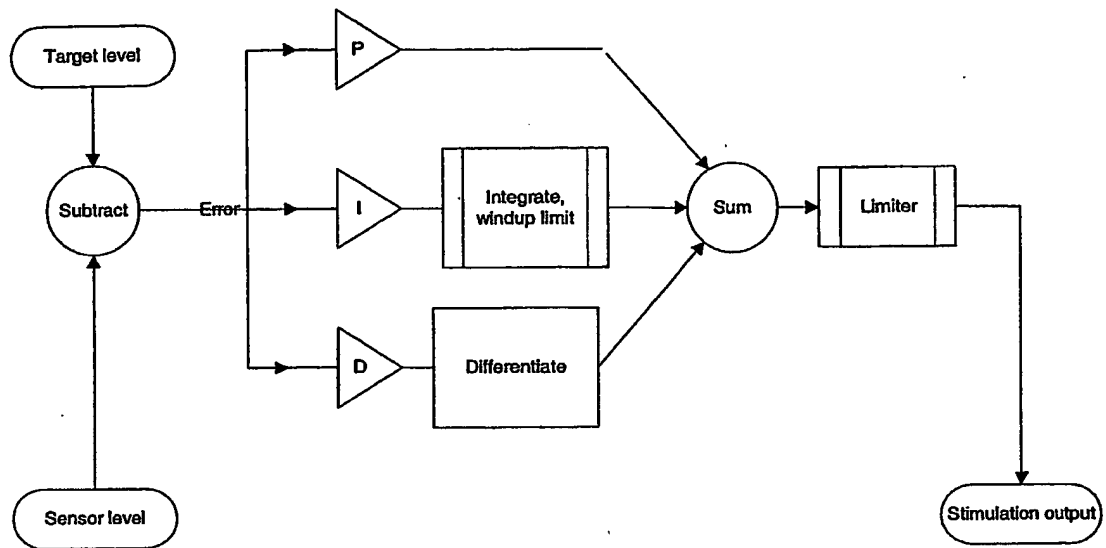 Target level
P
Subtract
Error
I
Integrate,
windup limit
Sum
Limiter
D
Differentiate
Sensor level
Stimulation output